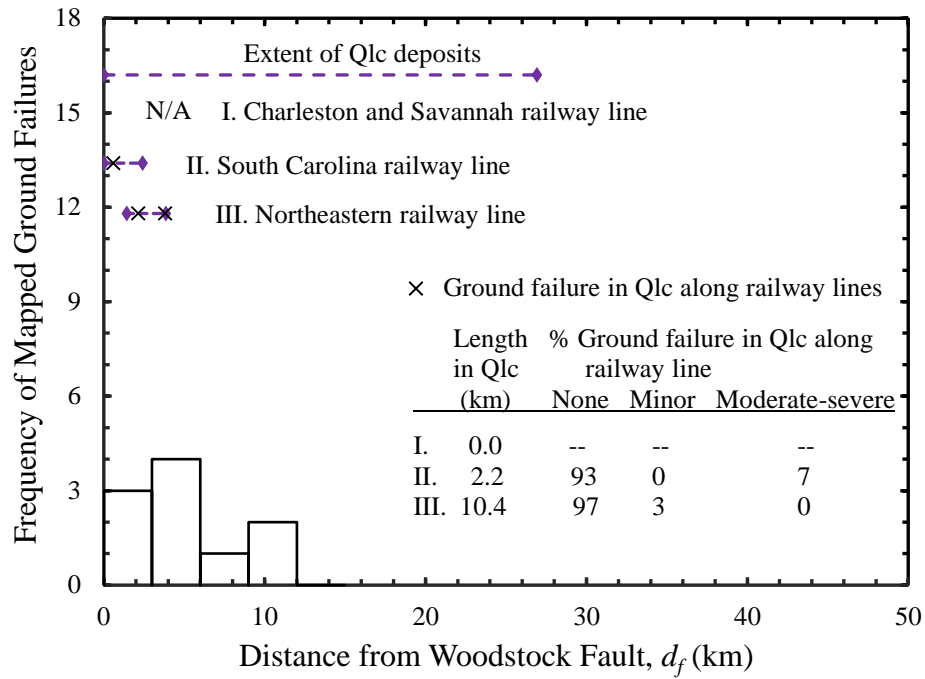 18
15
12
9
6
3
0
Frequency of Mapped Ground Failures
Extent of Qlc deposits
N/A I. Charleston and Savannah railway line
II. South Carolina railway line
III. Northeastern railway line
× Ground failure in Qlc along railway lines
Length % Ground failure in Qlc along
in Qlc railway line
(km) None Minor Moderate-severe
I. 0.0 -- -- --
II. 2.2 93 0 7
III. 10.4 97 3 0
0 10 20 30 40 50
Distance from Woodstock Fault, df (km)